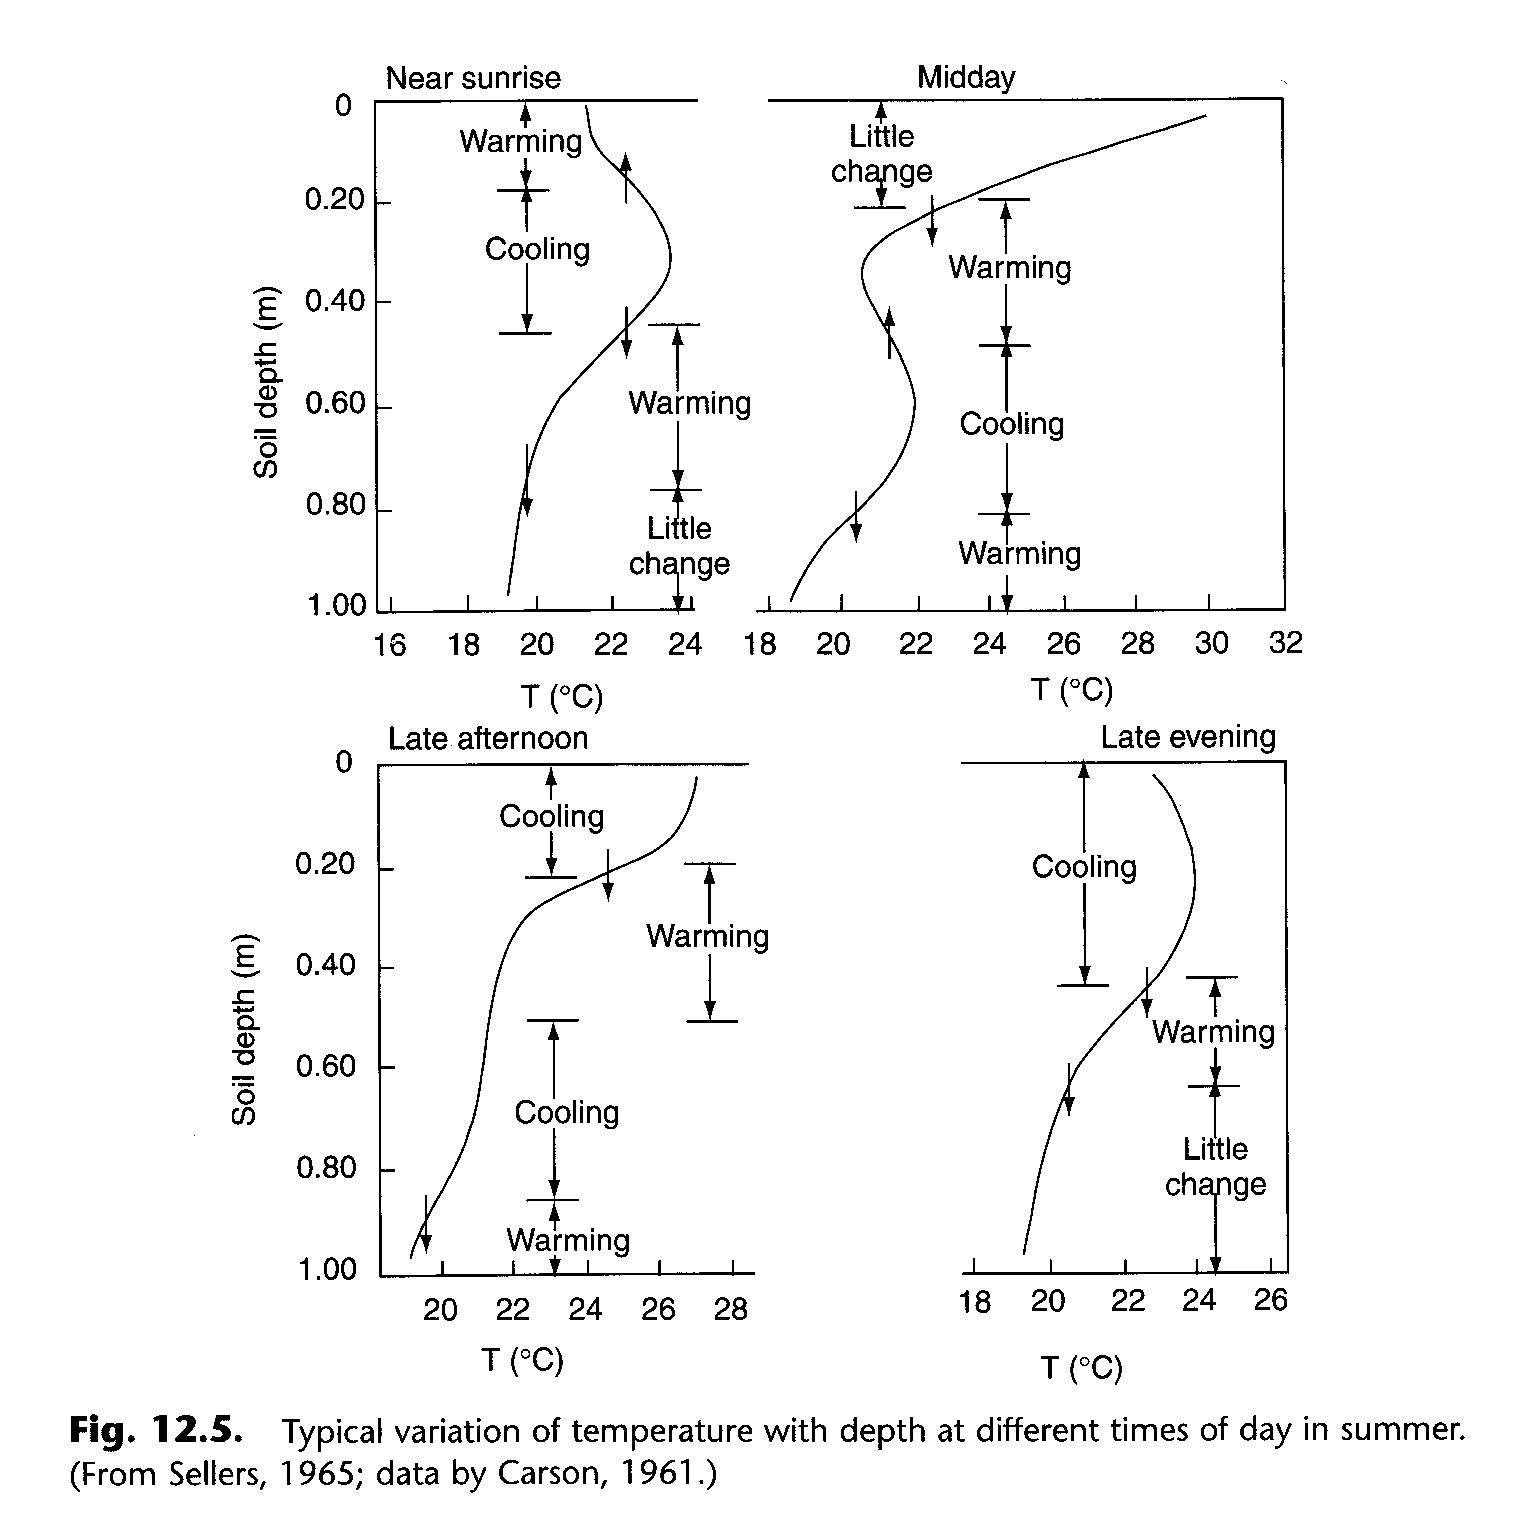 Near sunrise
0
0.20
0.40
0.60
0.80
1.00
Soil depth (m)
Warming
Cooling
Warming
Little
change
16 18 20 22 24
T (°C)
Midday
Little
change
Warming
Cooling
Warming
18 20 22 24 26 28 30 32
T (°C)
Late afternoon
0
0.20
0.40
0.60
0.80
1.00
Soil depth (m)
Cooling
Warming
Cooling
Warming
20 22 24 26 28
T (°C)
Late evening
Cooling
Warming
Little
change
18 20 22 24 26
T (°C)
Fig. 12.5. Typical variation of temperature with depth at different times of day in summer.
(From Sellers, 1965; data by Carson, 1961.)